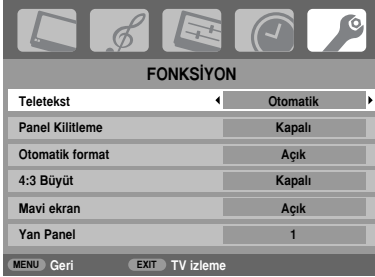 FONKSİYON
Teletekst Otomatik
Panel Kilitleme Kapalı
Otomatik format Açık
4:3 Büyüt Kapalı
Mavi ekran Açık
Yan Panel 1
MENU Geri EXIT TV izleme